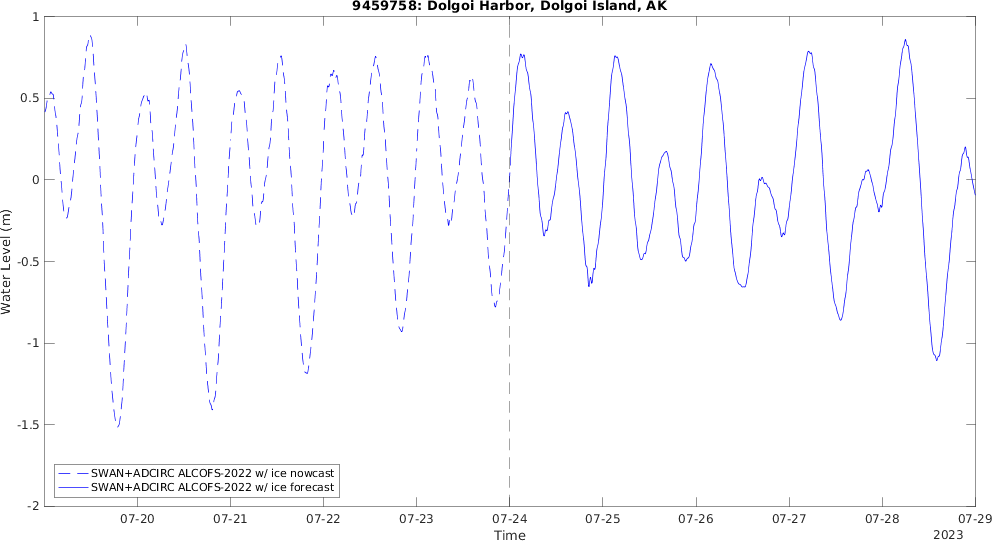 9459758: Dolgoi Harbor, Dolgoi Island, AK
Water Level (m)
1
0.5
0
-0.5
-1
-1.5
-2
SWAN+ADCIRC ALCOFS-2022 w/ ice nowcast
SWAN+ADCIRC ALCOFS-2022 w/ ice forecast
07-20 07-21 07-22 07-23 07-24 07-25 07-26 07-27 07-28 07-29
Time
2023